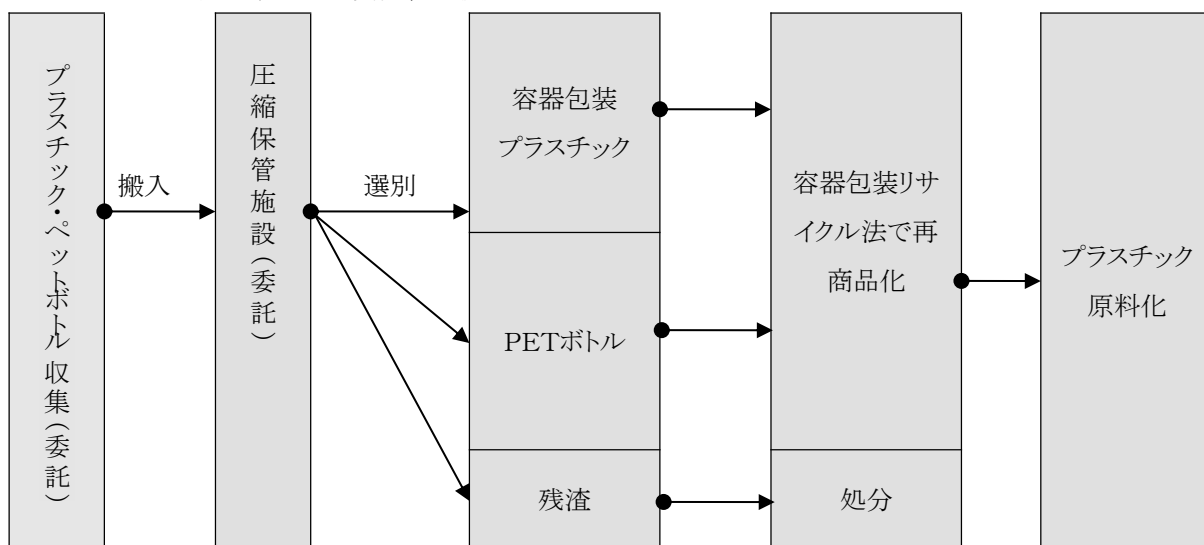 プラスチック・ペットボトル収集(委託)
搬入
圧縮保管施設(委託)
選別
容器包装
プラスチック
PETボトル
残渣
容器包装リサ
イクル法で再
商品化
処分
プラスチック
原料化